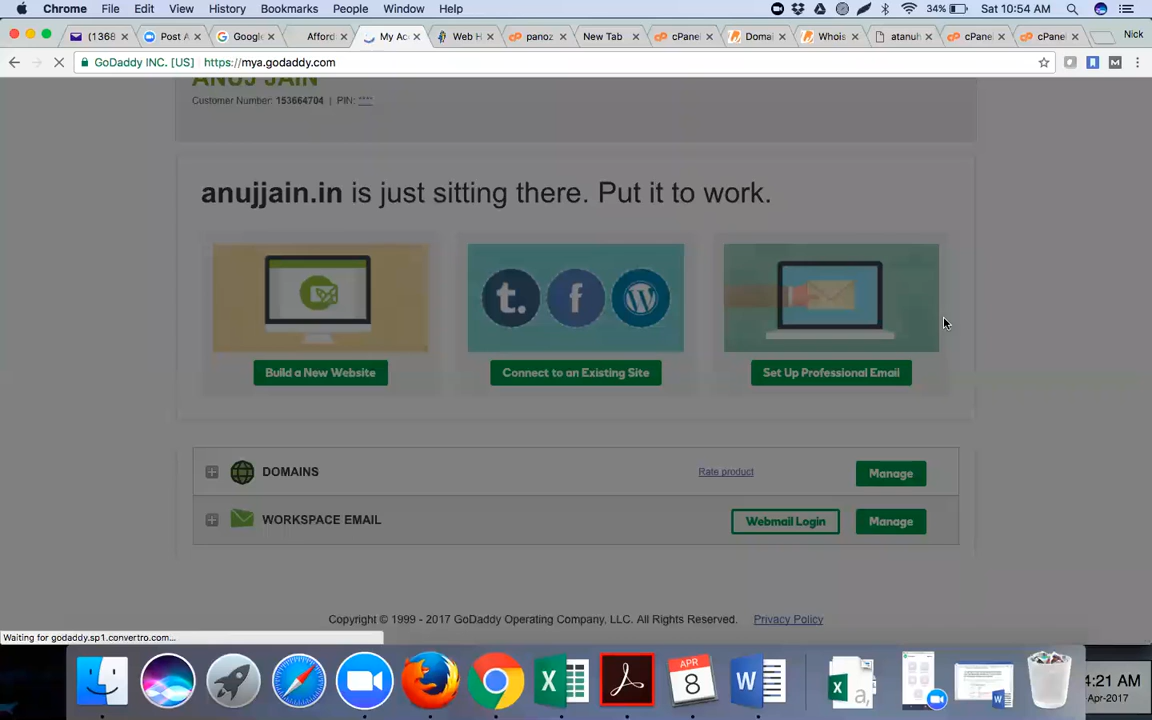 Chrome File Edit View History Bookmarks People Window Help 34% Sat 10:54 AM
(1368 Post A Google Afford My Acc Web H panoz cPanel New Tab cPanel Domai Whois atanuh cPanel cPanel Nick
GoDaddy INC. [US] https://mya.godaddy.com
ANUJ JAIN
Customer Number: 153664704 | PIN: ****
anujjain.in is just sitting there. Put it to work.
t. f W
Build a New Website Connect to an Existing Site Set Up Professional Email
DOMAINS Rate product Manage
WORKSPACE EMAIL Webmail Login Manage
Copyright © 1999 - 2017 GoDaddy Operating Company, LLC. All Rights Reserved. Privacy Policy
Waiting for godaddy.sp1.convertro.com...
APR
8
4:21 AM
-Apr-2017